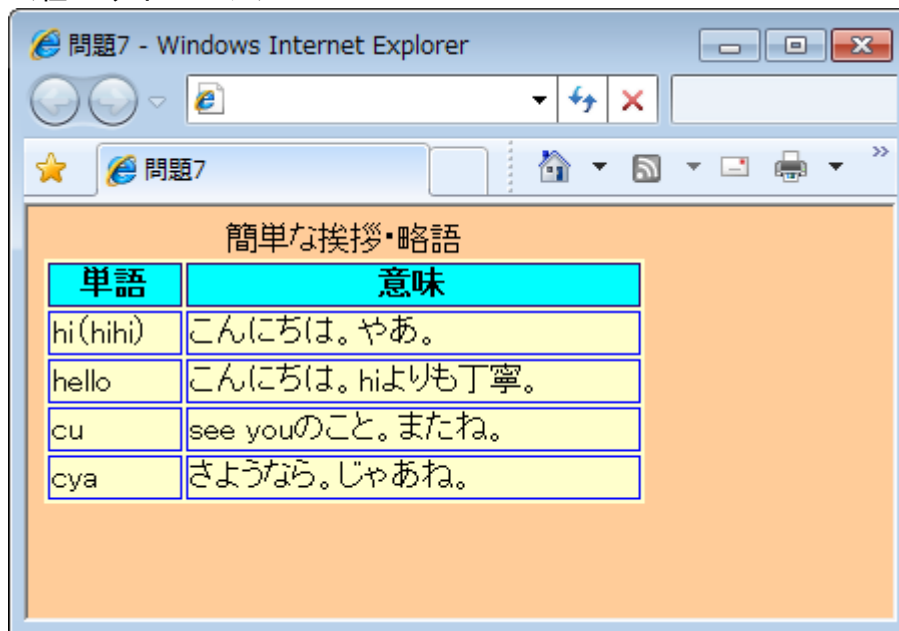 問題7 - Windows Internet Explorer
問題7
簡単な挨拶・略語
単語 意味
hi(hihi) こんにちは。やあ。
hello こんにちは。hiよりも丁寧。
cu see youのこと。またね。
cya さようなら。じゃあね。